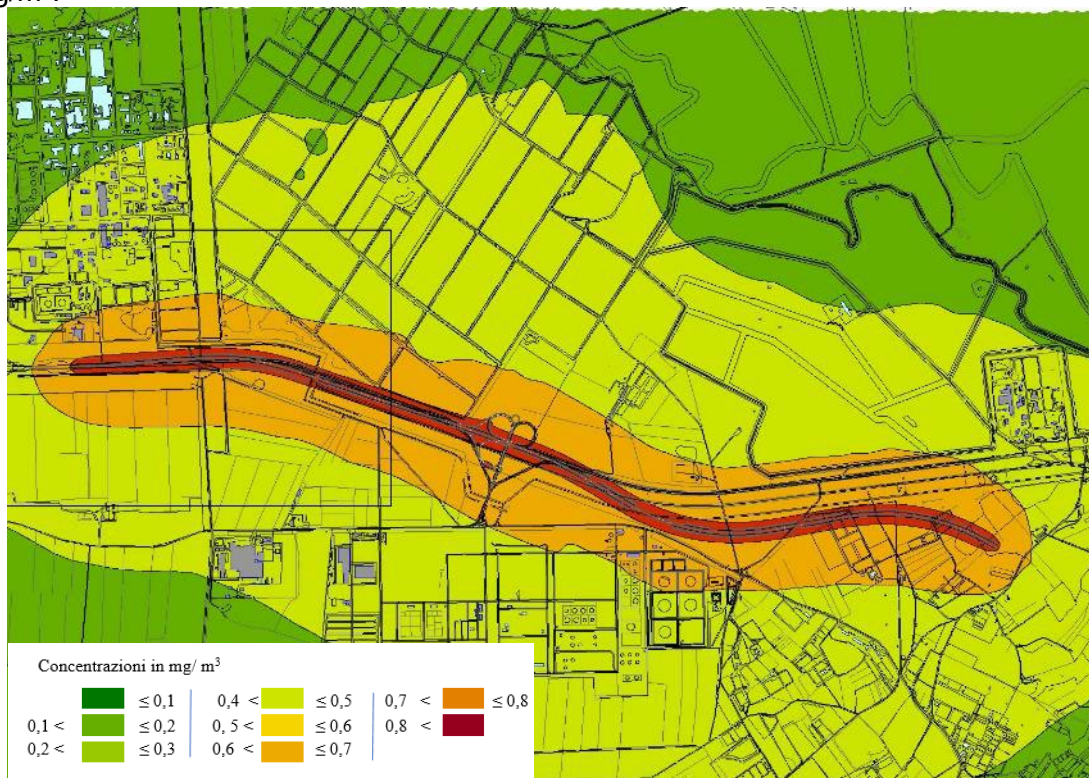 Concentrazioni in mg/ m³
≤ 0,1 0,4 < ≤ 0,5 0,7 < ≤ 0,8
0,1 < ≤ 0,2 0, 5 < ≤ 0,6 0,8 <
0,2 < ≤ 0,3 0,6 < ≤ 0,7